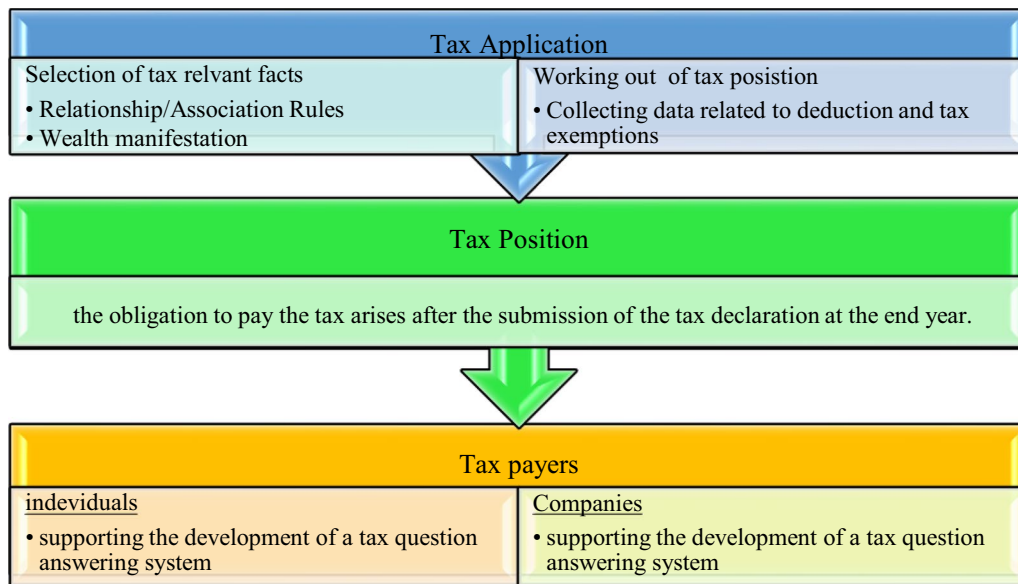 Tax Application
Selection of tax relvant facts
• Relationship/Association Rules
• Wealth manifestation
Working out of tax posistion
• Collecting data related to deduction and tax
exemptions
Tax Position
the obligation to pay the tax arises after the submission of the tax declaration at the end year.
Tax payers
indeviduals
• supporting the development of a tax question
answering system
Companies
• supporting the development of a tax question
answering system